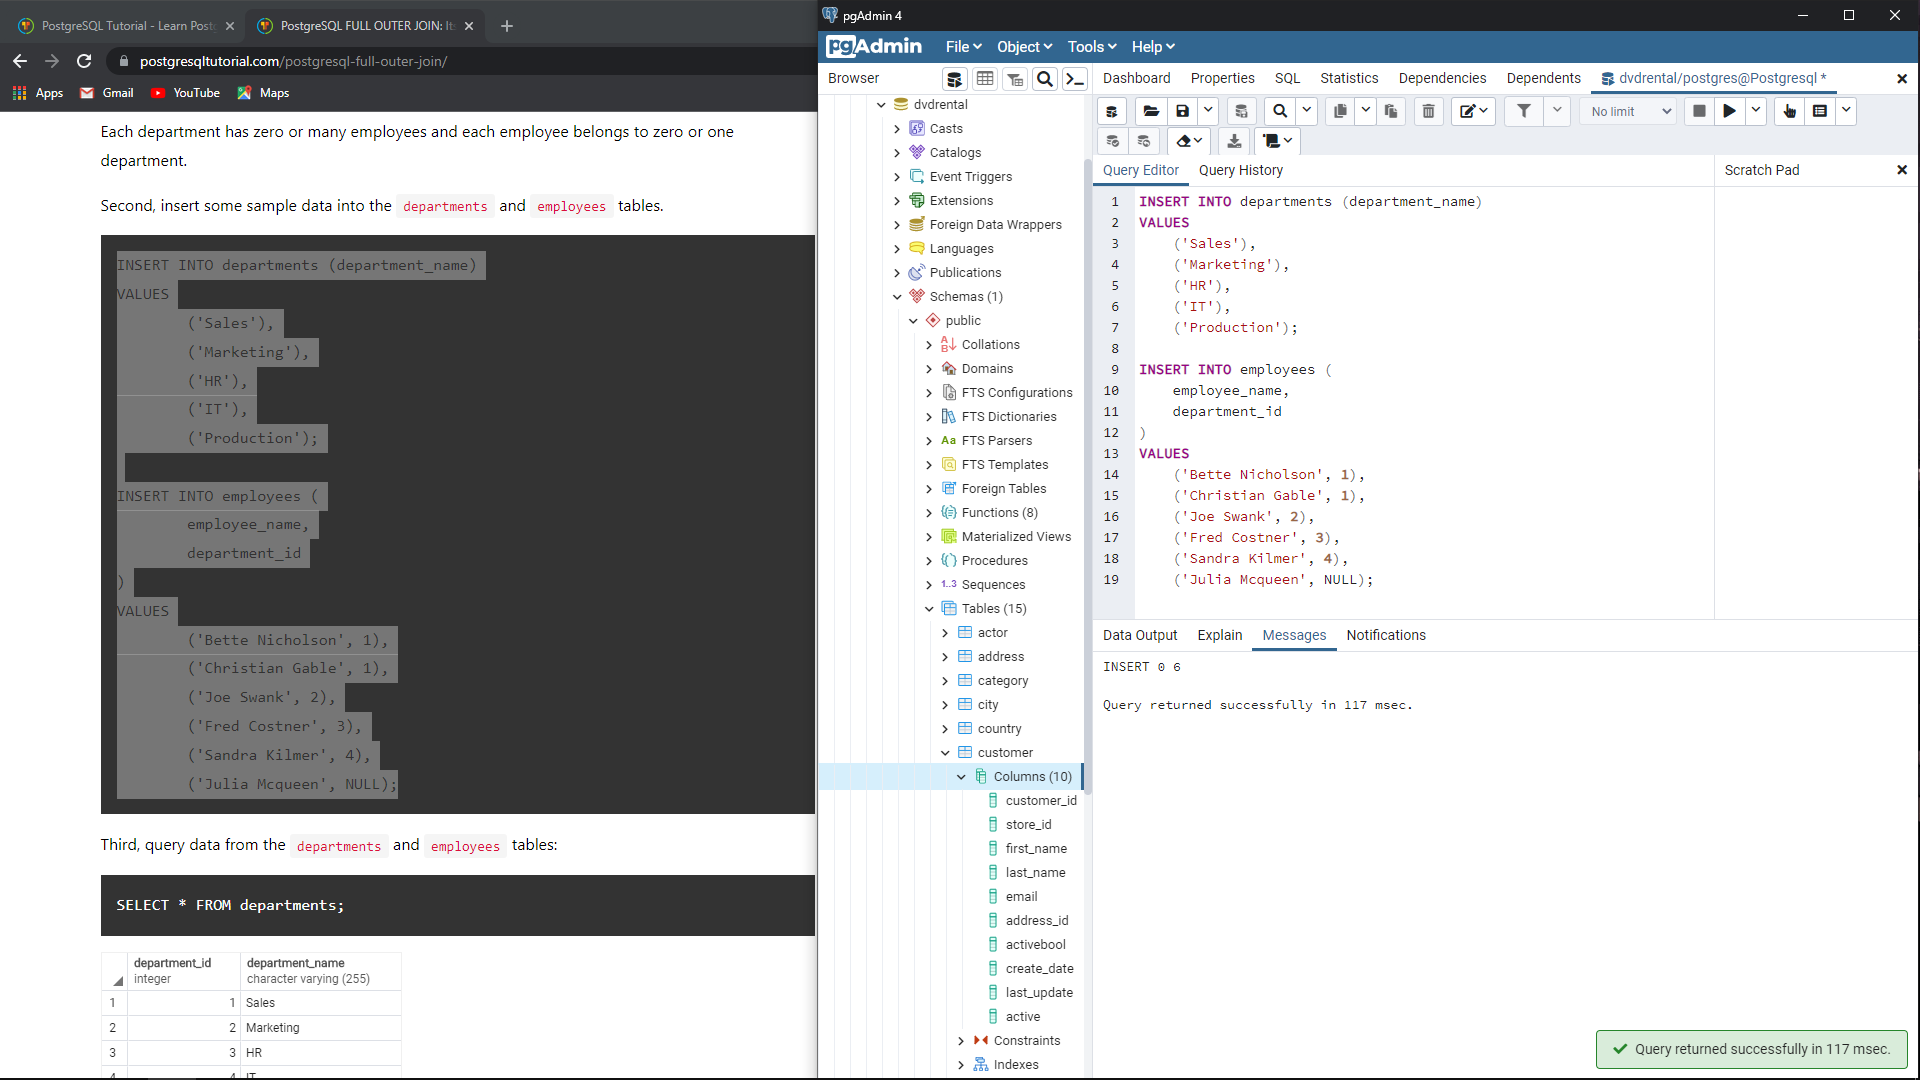 PostgreSQL Tutorial - Learn Post
PostgreSQL FULL OUTER JOIN: It
postgresqltutorial.com/postgresql-full-outer-join/
Apps
Gmail
YouTube
Maps
Each department has zero or many employees and each employee belongs to zero or one
department.
Second, insert some sample data into the departments and employees tables.
INSERT INTO departments (department_name)
VALUES
('Sales'),
('Marketing'),
('HR'),
('IT'),
('Production');
INSERT INTO employees (
employee_name,
department_id
)
VALUES
('Bette Nicholson', 1),
('Christian Gable', 1),
('Joe Swank', 2),
('Fred Costner', 3),
('Sandra Kilmer', 4),
('Julia Mcqueen', NULL);
Third, query data from the departments and employees tables:
SELECT * FROM departments;
department_id department_name
integer character varying (255)
1 1 Sales
2 2 Marketing
3 3 HR
4 4 IT
pgAdmin 4
pgAdmin File Object Tools Help
Browser
Dashboard Properties SQL Statistics Dependencies Dependents dvdrental/postgres@Postgresql *
No limit
dvdrental
Casts
Catalogs
Event Triggers
Extensions
Foreign Data Wrappers
Languages
Publications
Schemas (1)
public
Collations
Domains
FTS Configurations
FTS Dictionaries
Aa FTS Parsers
FTS Templates
Foreign Tables
Functions (8)
Materialized Views
Procedures
1..3 Sequences
Tables (15)
actor
address
category
city
country
customer
Columns (10)
customer_id
store_id
first_name
last_name
email
address_id
activebool
create_date
last_update
active
Constraints
Indexes
Query Editor Query History
Scratch Pad
1 INSERT INTO departments (department_name)
2 VALUES
3 ('Sales'),
4 ('Marketing'),
5 ('HR'),
6 ('IT'),
7 ('Production');
8
9 INSERT INTO employees (
10 employee_name,
11 department_id
12 )
13 VALUES
14 ('Bette Nicholson', 1),
15 ('Christian Gable', 1),
16 ('Joe Swank', 2),
17 ('Fred Costner', 3),
18 ('Sandra Kilmer', 4),
19 ('Julia Mcqueen', NULL);
Data Output Explain Messages Notifications
INSERT 0 6
Query returned successfully in 117 msec.
Query returned successfully in 117 msec.